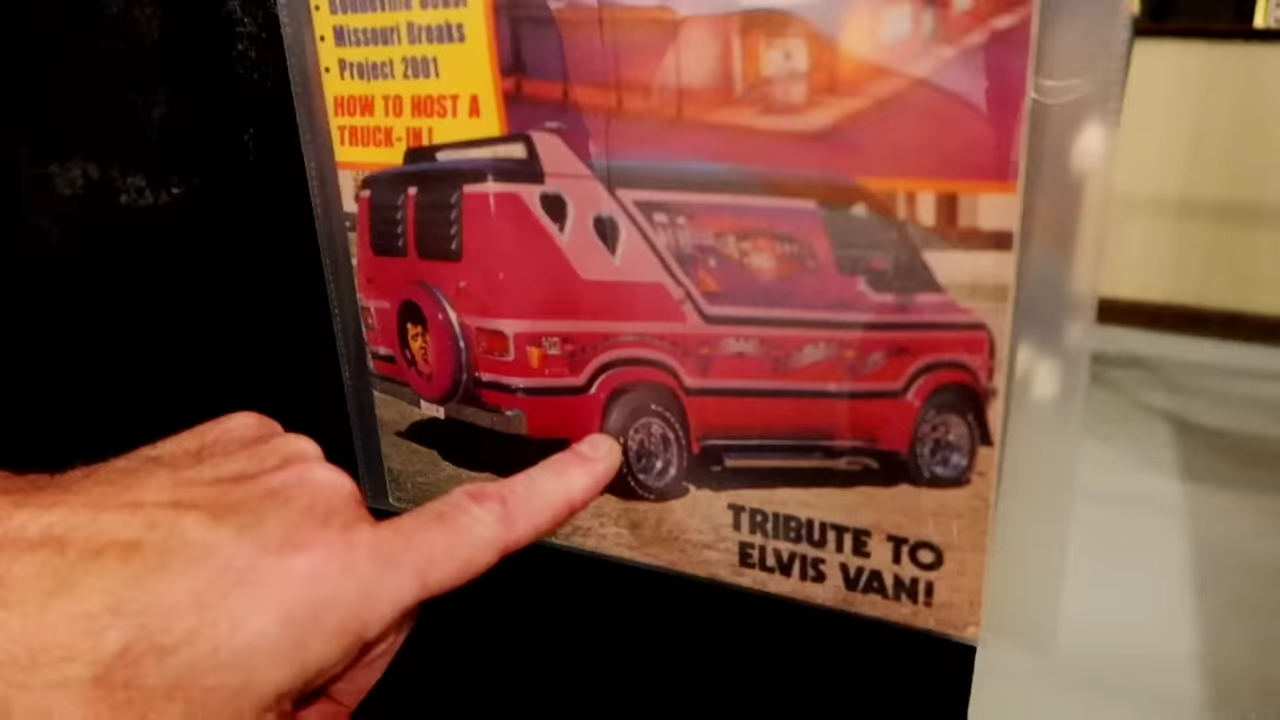 • Missouri Breaks
• Project 2001
HOW TO HOST A
TRUCK-IN!
TRIBUTE TO
ELVIS VAN!